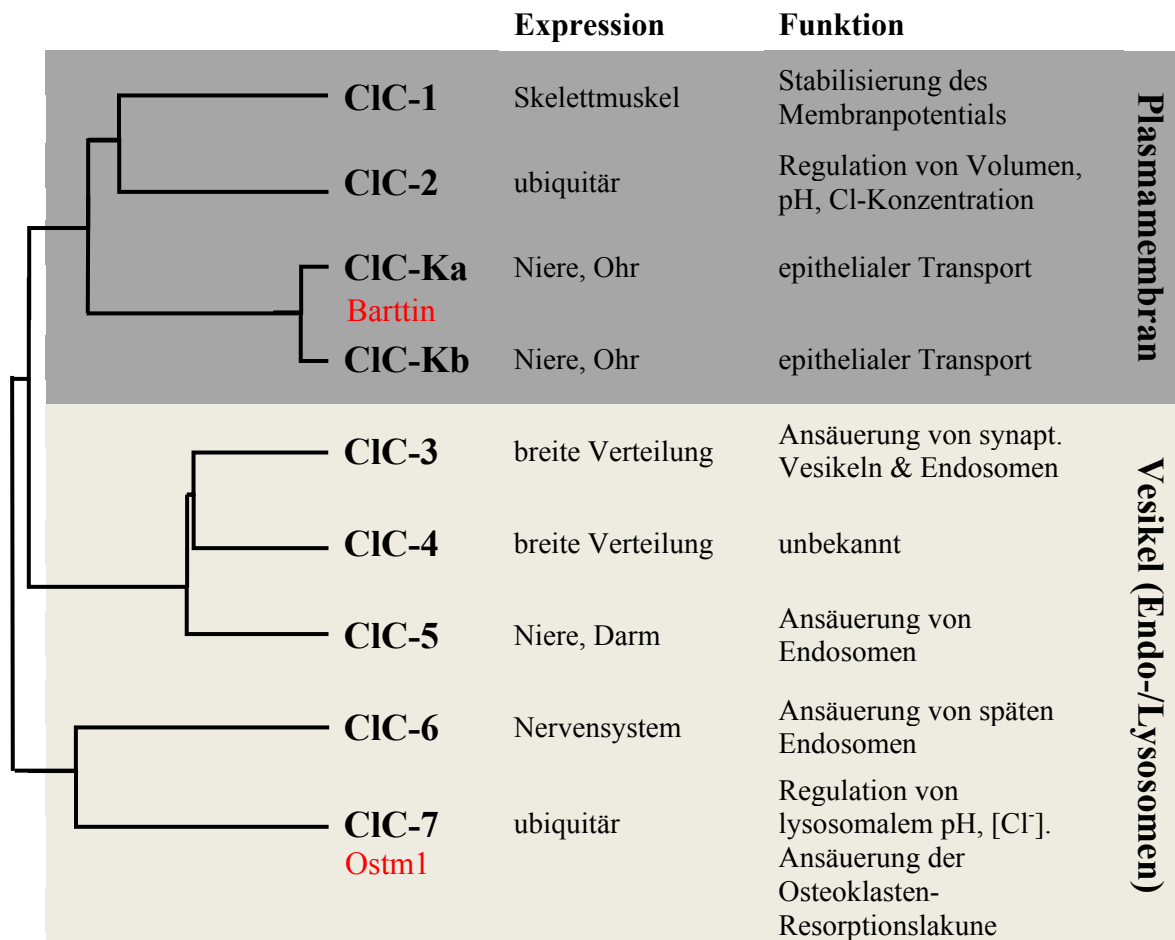 Expression Funktion
ClC-1 Skelettmuskel Stabilisierung des
Membranpotentials
ClC-2 ubiquitär Regulation von Volumen,
pH, Cl-Konzentration
ClC-Ka Niere, Ohr epithelialer Transport
Barttin
ClC-Kb Niere, Ohr epithelialer Transport
Plasmamembran
ClC-3 breite Verteilung Ansäuerung von synapt.
Vesikeln & Endosomen
ClC-4 breite Verteilung unbekannt
ClC-5 Niere, Darm Ansäuerung von
Endosomen
ClC-6 Nervensystem Ansäuerung von späten
Endosomen
ClC-7 ubiquitär Regulation von
lysosomalem pH, [Cl⁻].
Ostm1 Ansäuerung der
Osteoklasten-
Resorptionslakune
Vesikel (Endo-/Lysosomen)